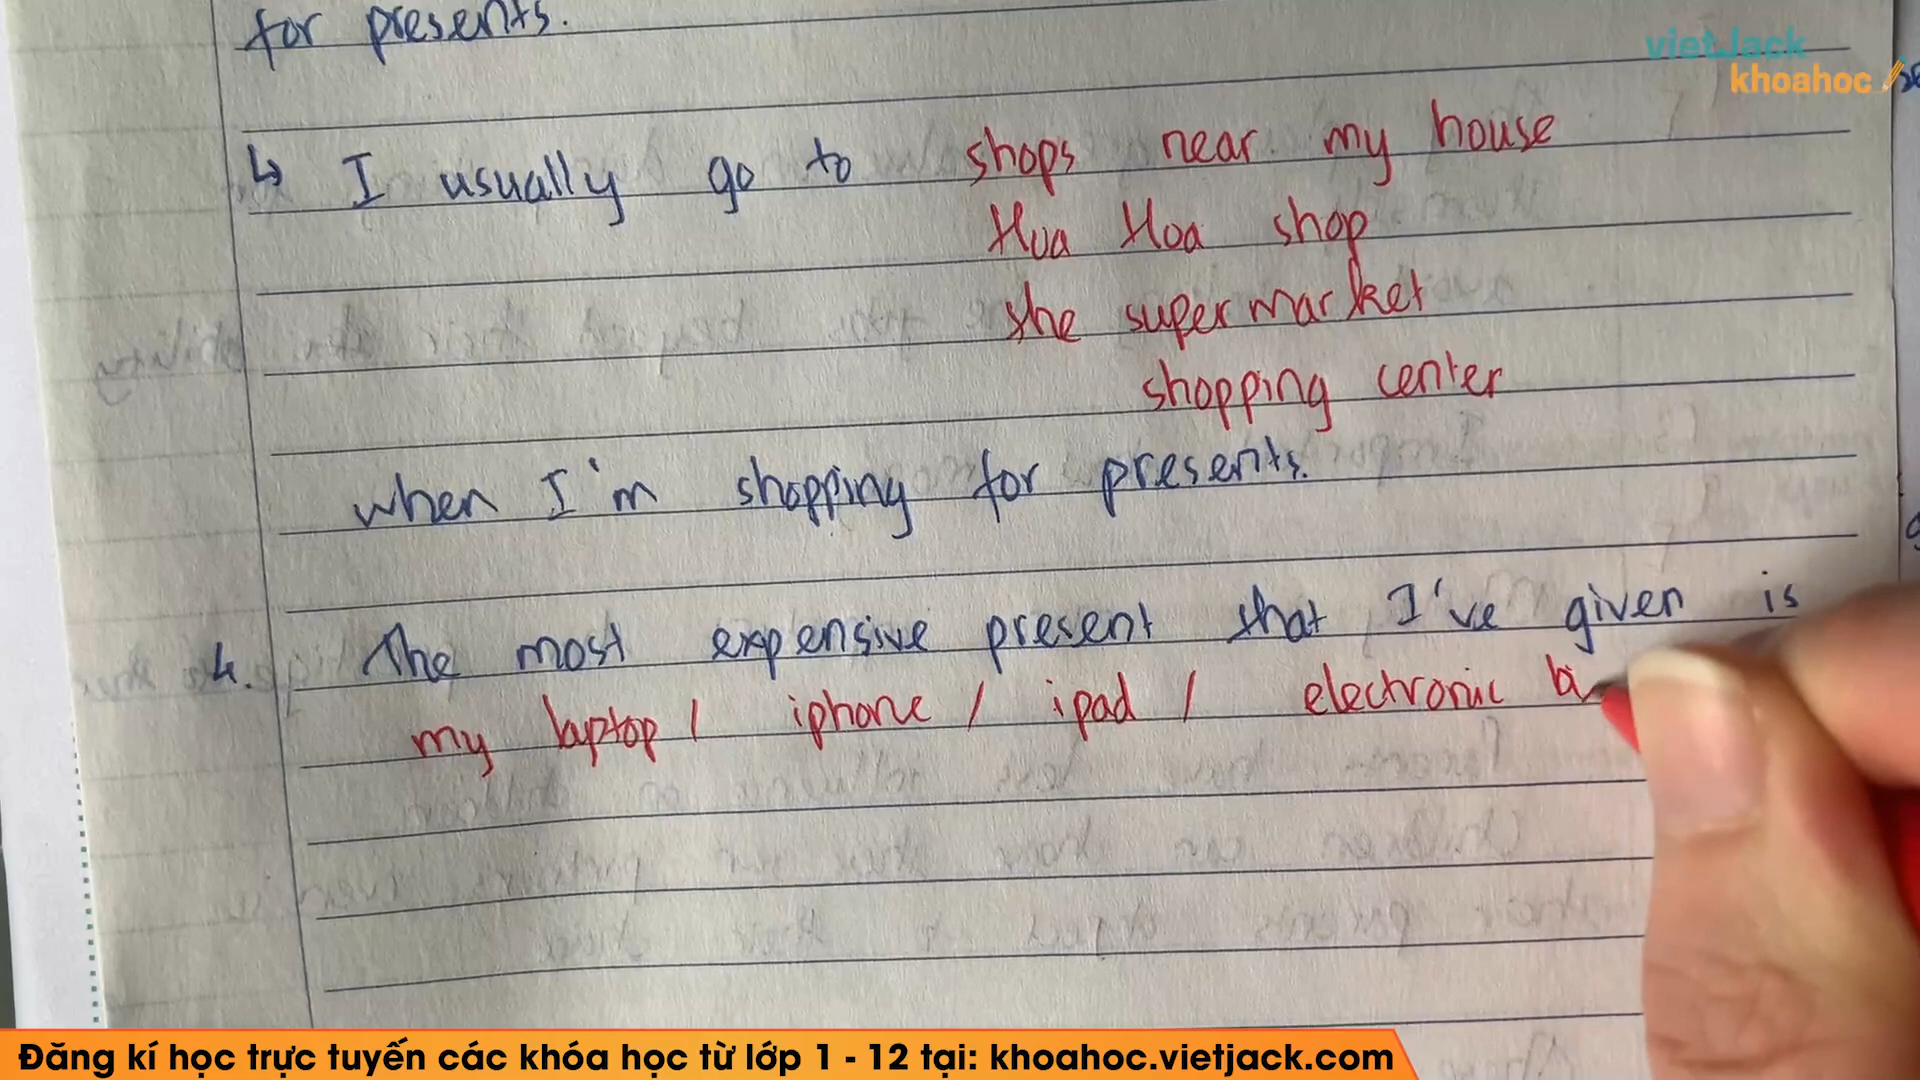 for presents.
vietJack
khoahoc
↳ I usually go to shops near my house
Hoa Hoa shop
the supermarket
shopping center
when I'm shopping for presents.
4. The most expensive present that I've given is
my laptop / iphone / ipad / electronic bi
Đăng kí học trực tuyến các khóa học từ lớp 1 - 12 tại: khoahoc.vietjack.com